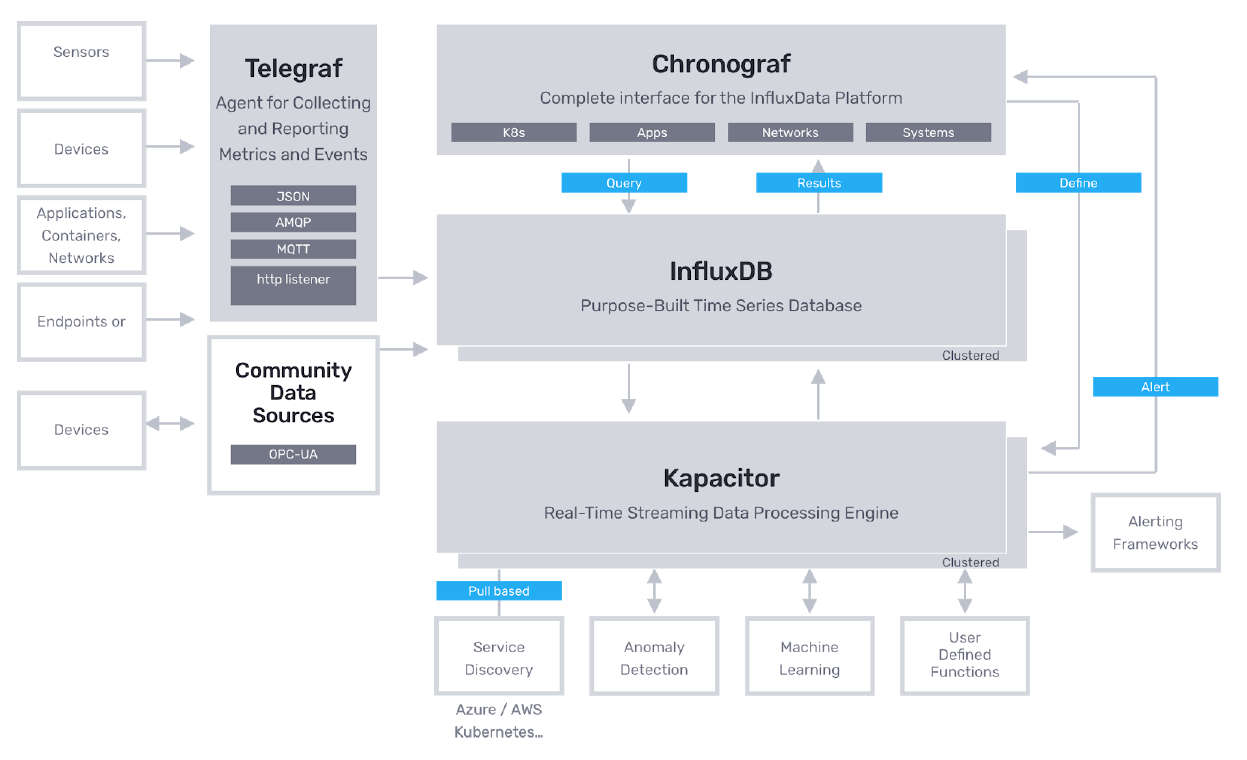 Sensors
Devices
Applications,
Containers,
Networks
Endpoints or
Devices
Telegraf
Agent for Collecting
and Reporting
Metrics and Events
JSON
AMQP
MQTT
http listener
Community
Data
Sources
OPC-UA
Chronograf
Complete interface for the InfluxData Platform
K8s
Apps
Networks
Systems
Query
Results
Define
InfluxDB
Purpose-Built Time Series Database
Clustered
Alert
Kapacitor
Real-Time Streaming Data Processing Engine
Clustered
Alerting
Frameworks
Pull based
Service
Discovery
Azure / AWS
Kubernetes...
Anomaly
Detection
Machine
Learning
User
Defined
Functions